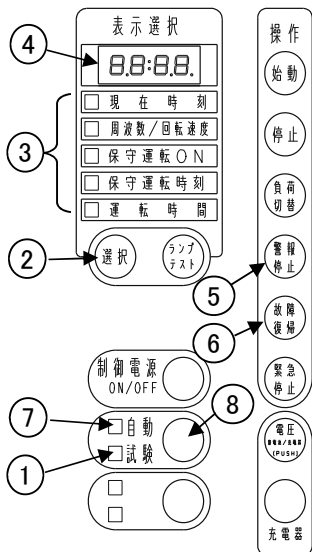 表示選択
88:88.
現在時刻
周波数/回転速度
保守運転ON
保守運転時刻
運転時間
選択
ランプ
テスト
制御電源
ON/OFF
自動
試験
操作
始動
停止
負荷
切替
警報
停止
故障
復帰
緊急
停止
電圧
(PUSH)
充電器
4
3
2
5
6
7
8
1